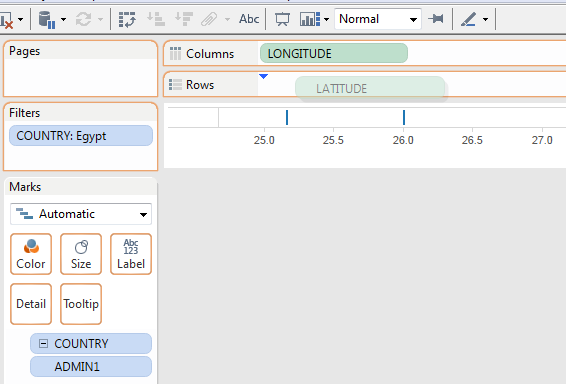 Abc
Normal
Pages
Columns
LONGITUDE
Rows
LATITUDE
Filters
COUNTRY: Egypt
25.0 25.5 26.0 26.5 27.0
Marks
Automatic
Color
Size
Abc
123
Label
Detail
Tooltip
COUNTRY
ADMIN1